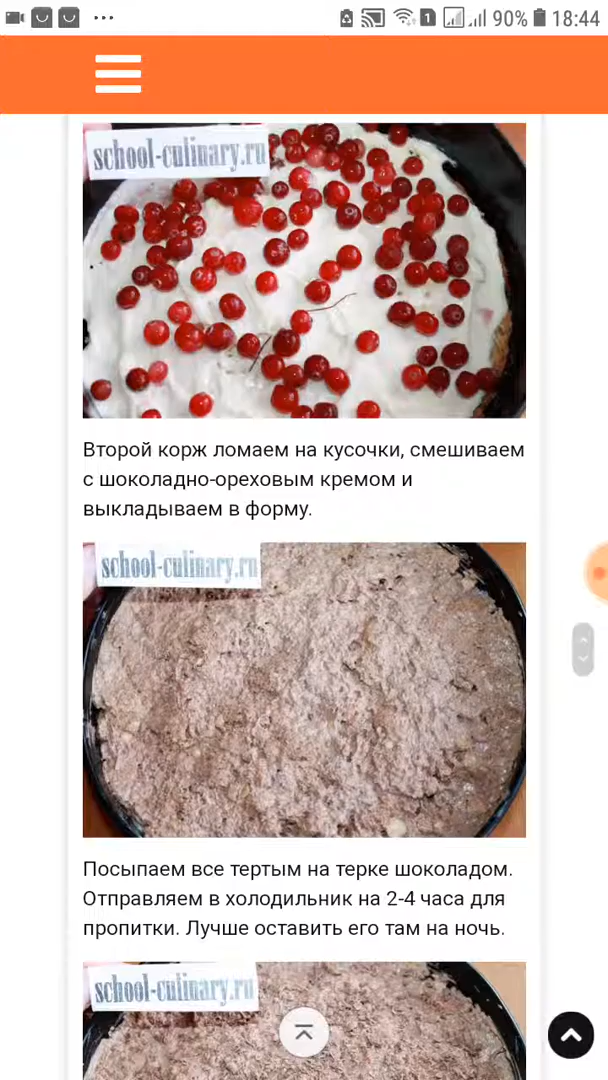 1 90% 18:44
school-culinary.ru
Второй корж ломаем на кусочки, смешиваем
с шоколадно-ореховым кремом и
выкладываем в форму.
school-culinary.ru
Посыпаем все тертым на терке шоколадом.
Отправляем в холодильник на 2-4 часа для
пропитки. Лучше оставить его там на ночь.
school-culinary.ru